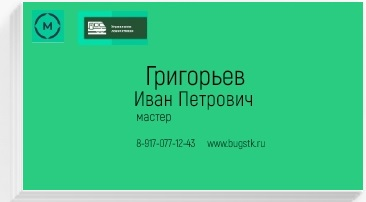 М
Григорьев
Иван Петрович
мастер
8-917-077-12-43 www.bugstk.ru